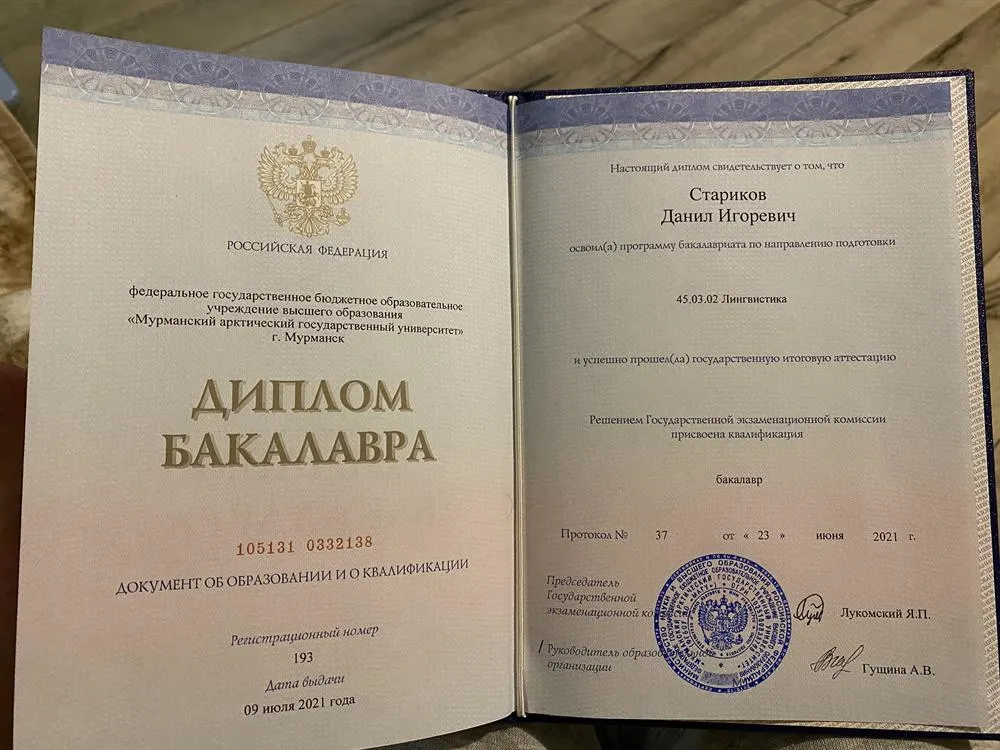 РОССИЙСКАЯ ФЕДЕРАЦИЯ
федеральное государственное бюджетное образовательное
учреждение высшего образования
«Мурманский арктический государственный университет»
г. Мурманск
ДИПЛОМ
БАКАЛАВРА
105131 0332138
ДОКУМЕНТ ОБ ОБРАЗОВАНИИ И О КВАЛИФИКАЦИИ
Регистрационный номер
193
Дата выдачи
09 июля 2021 года
Настоящий диплом свидетельствует о том, что
Стариков
Данил Игоревич
освоил(а) программу бакалавриата по направлению подготовки
45.03.02 Лингвистика
и успешно прошел(ла) государственную итоговую аттестацию
Решением Государственной экзаменационной комиссии
присвоена квалификация
бакалавр
Протокол № 37 от « 23 » июня 2021 г.
Председатель
Государственной
экзаменационной
Лукомский Я.П.
Руководитель
организации
Гущина А.В.